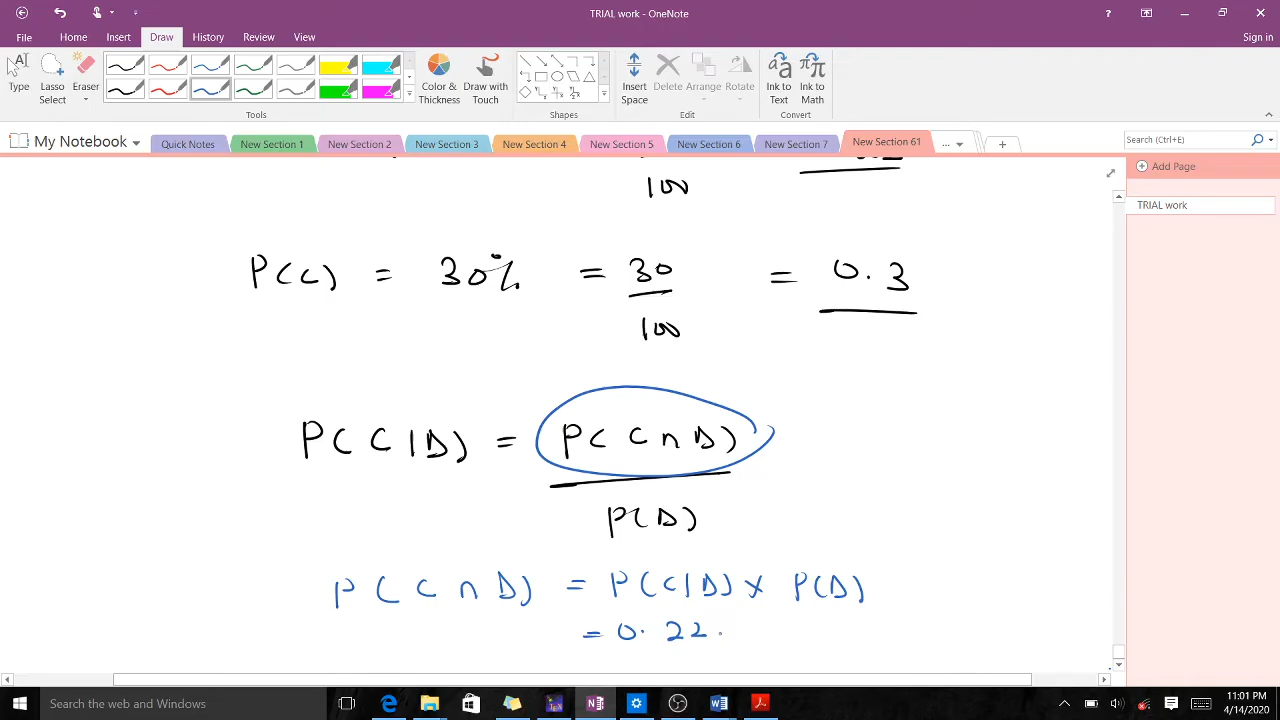 TRIAL work - OneNote
File Home Insert Draw History Review View
Sign in
Type Lasso Select Eraser Color & Thickness Draw with Touch Insert Space Delete Arrange Rotate Ink to Text Ink to Math
Tools Shapes Edit Convert
My Notebook Quick Notes New Section 1 New Section 2 New Section 3 New Section 4 New Section 5 New Section 6 New Section 7 New Section 61 ... Search (Ctrl+E)
Add Page
TRIAL work
100
P(C) = 30% = 30 = 0.3
100
P(C|D) = P(C∩D)
P(D)
P(C∩D) = P(C|D) × P(D)
= 0.22
Search the web and Windows
11:01 PM
4/14/2020